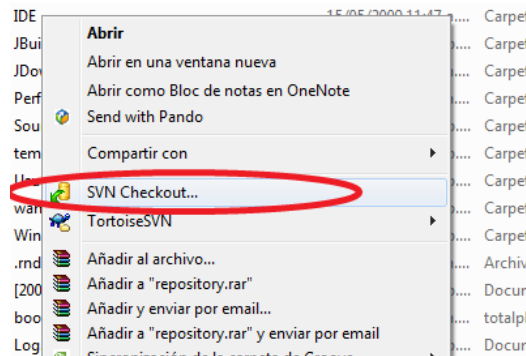 IDE
15/05/2009 11:47
Carpet
JBui
Abrir
Carpet
JDov
Abrir en una ventana nueva
Carpet
Perf
Abrir como Bloc de notas en OneNote
Carpet
Sou
Send with Pando
Carpet
tem
Compartir con
Carpet
SVN Checkout...
Carpet
wan
TortoiseSVN
Carpet
Win
Carpet
.rnd
Añadir al archivo...
Archiv
[200
Añadir a "repository.rar"
Docum
boo
Añadir y enviar por email...
totalpl
Log
Añadir a "repository.rar" y enviar por email
Docum